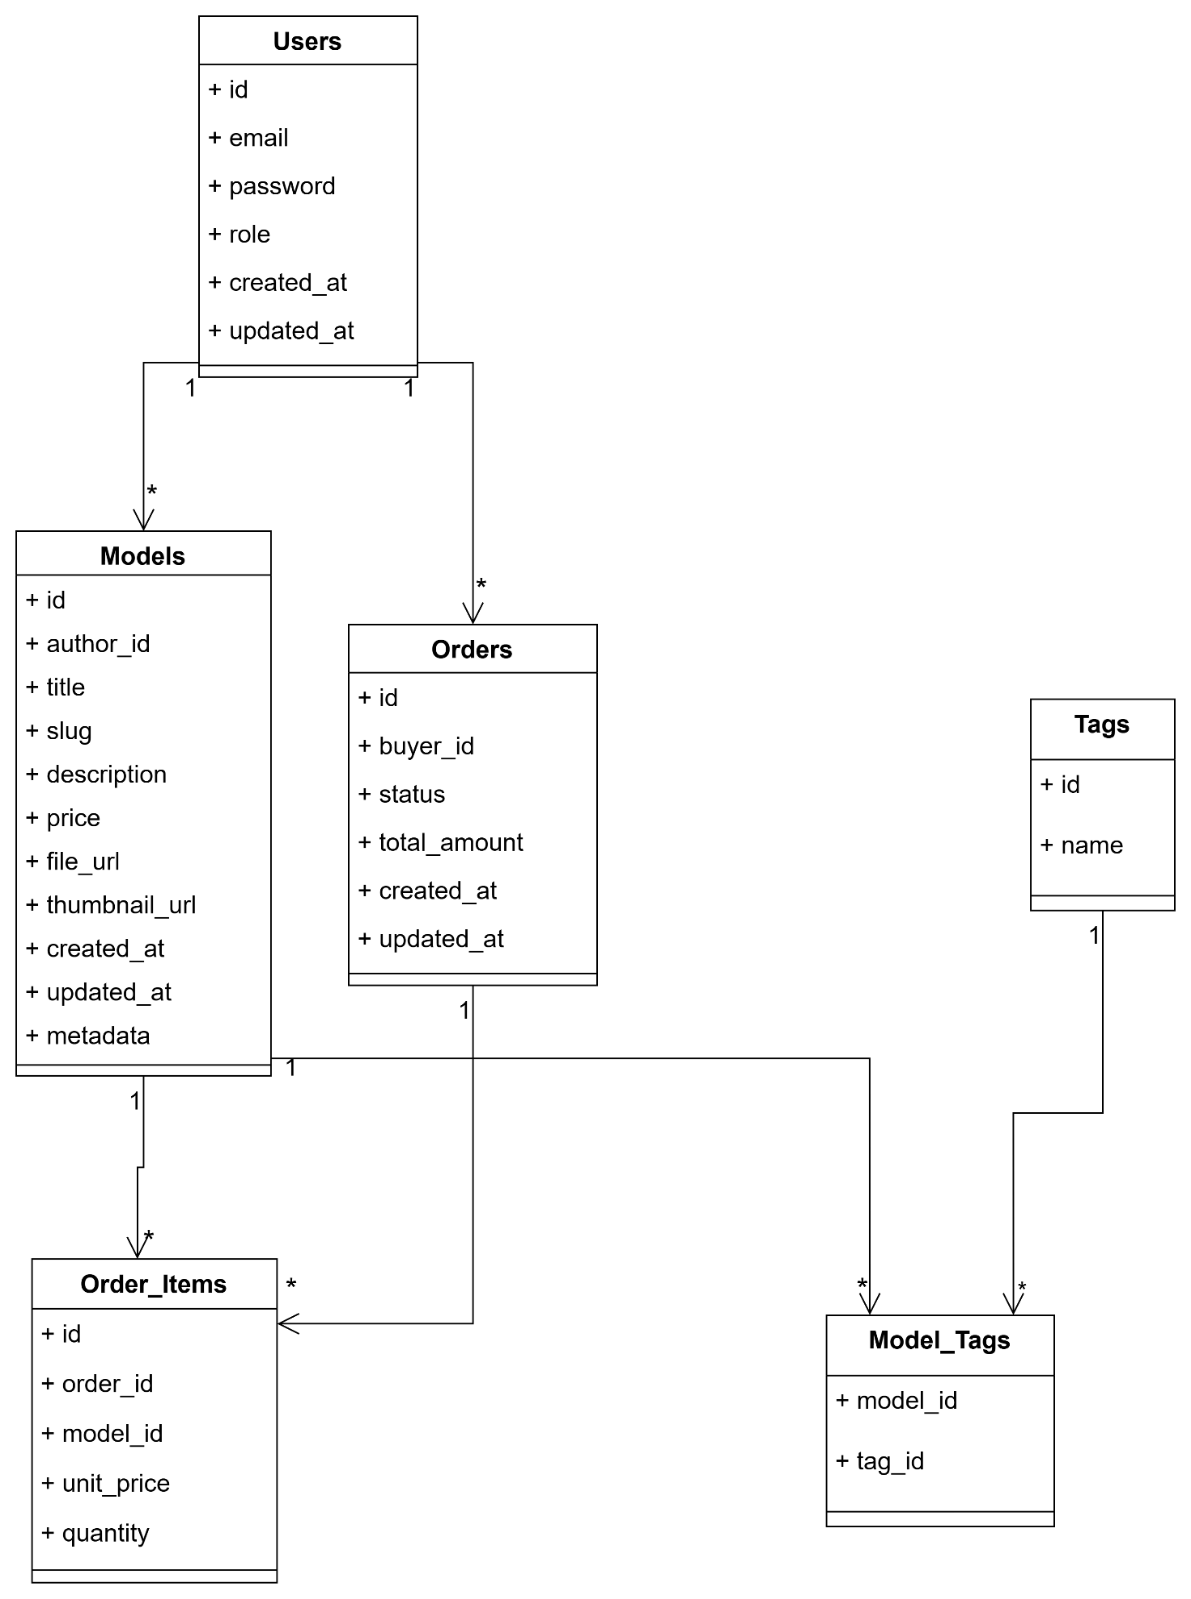 Users
+ id
+ email
+ password
+ role
+ created_at
+ updated_at
1
1
*
*
Models
+ id
+ author_id
+ title
+ slug
+ description
+ price
+ file_url
+ thumbnail_url
+ created_at
+ updated_at
+ metadata
1
1
Orders
+ id
+ buyer_id
+ status
+ total_amount
+ created_at
+ updated_at
1
Tags
+ id
+ name
1
*
*
Order_Items
+ id
+ order_id
+ model_id
+ unit_price
+ quantity
*
*
Model_Tags
+ model_id
+ tag_id